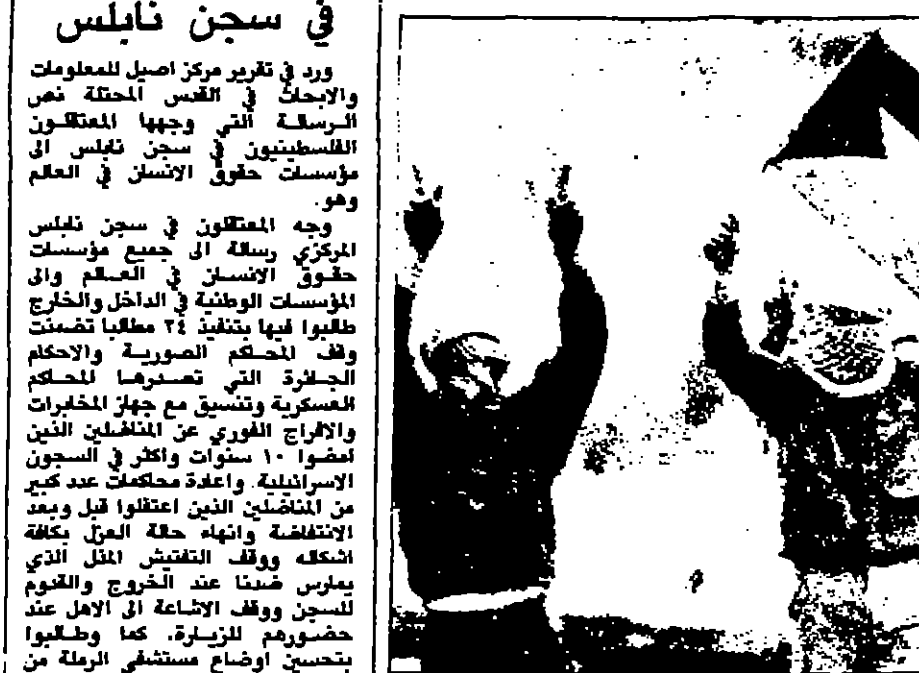 في سجن نابلس
ورد في تقرير مركز اصيل للمعلومات
والابحاث في القدس المحتلة نص
الرسالة التي وجهها المعتقلون
الفلسطينيون في سجن نابلس الى
مؤسسات حقوق الانسان في العالم
وهو.
وجه المعتقلون في سجن نابلس
المركزي رسالة الى جميع مؤسسات
حقوق الانسان في العالم والى
المؤسسات الوطنية في الداخل والخارج
طالبوا فيها بتنفيذ ٢٤ مطلبا تضمنت
وقف المحاكم الصورية والاحكام
الجائرة التي تصدرها المحاكم
العسكرية وتنسيق مع جهاز المخابرات
والافراج الفوري عن المناضلين الذين
امضوا ١٠ سنوات واكثر في السجون
الاسرائيلية. واعادة محاكمات عدد كبير
من المناضلين الذين اعتقلوا قبل وبعد
الانتفاضة وانهاء حالة العزل بكافة
اشكاله ووقف التفتيش المذل الذي
يمارس ضدنا عند الخروج والقدوم
للسجن ووقف الاشاعة الى الاهل عند
حضورهم للزيارة. كما وطالبوا
بتحسين اوضاع مستشفى الرملة من